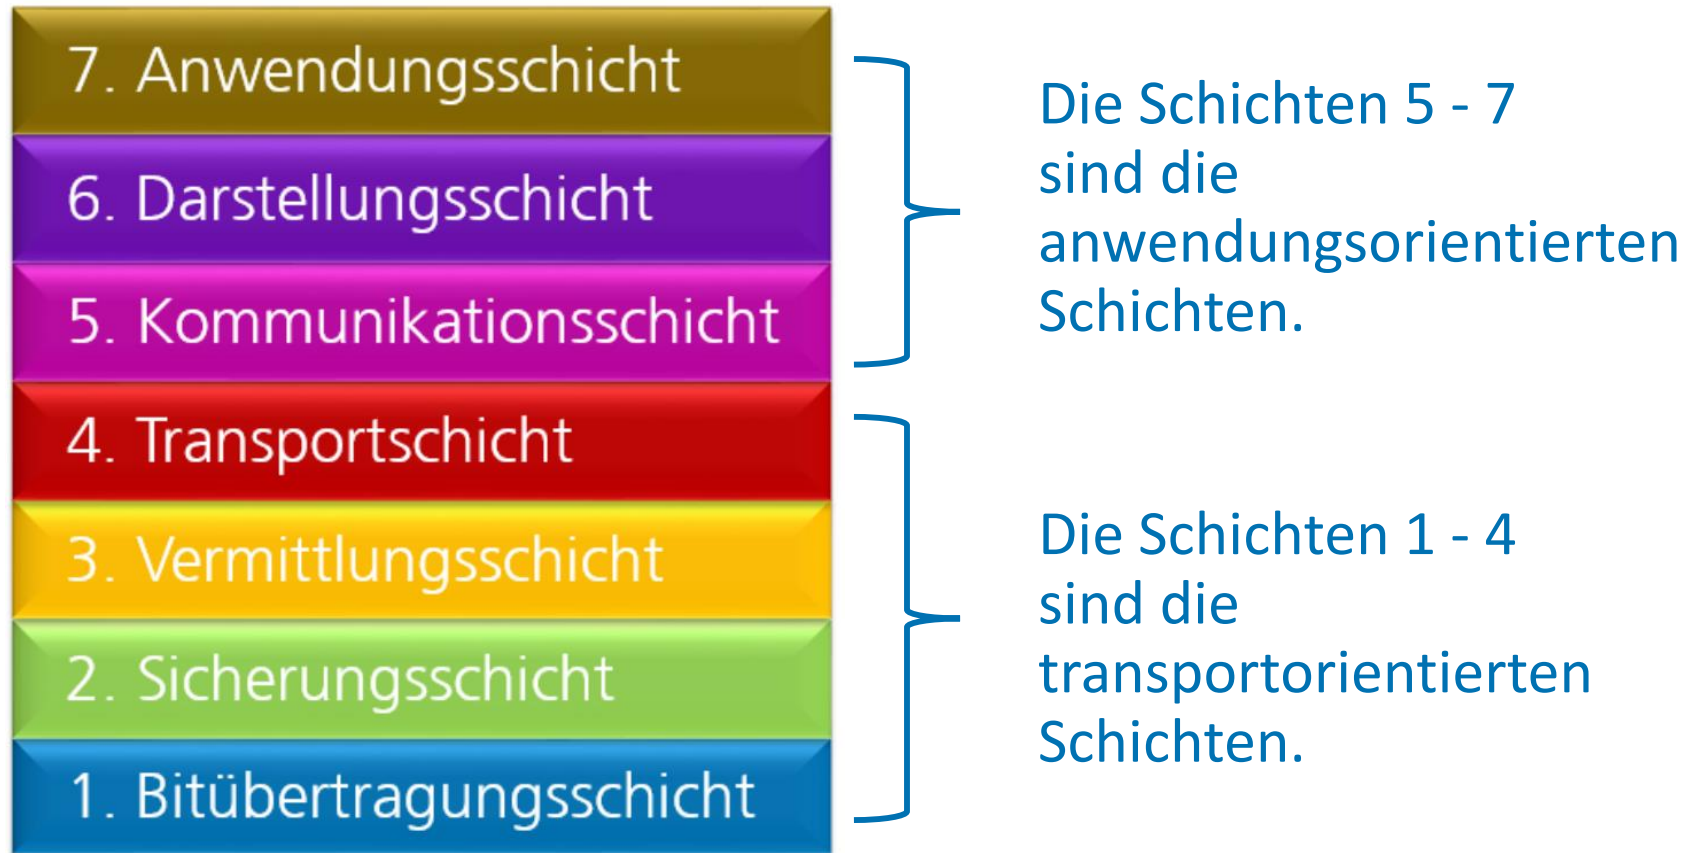 7. Anwendungsschicht
6. Darstellungsschicht
5. Kommunikationsschicht
4. Transportschicht
3. Vermittlungsschicht
2. Sicherungsschicht
1. Bitübertragungsschicht
Die Schichten 5 - 7
sind die
anwendungsorientierten
Schichten.
Die Schichten 1 - 4
sind die
transportorientierten
Schichten.